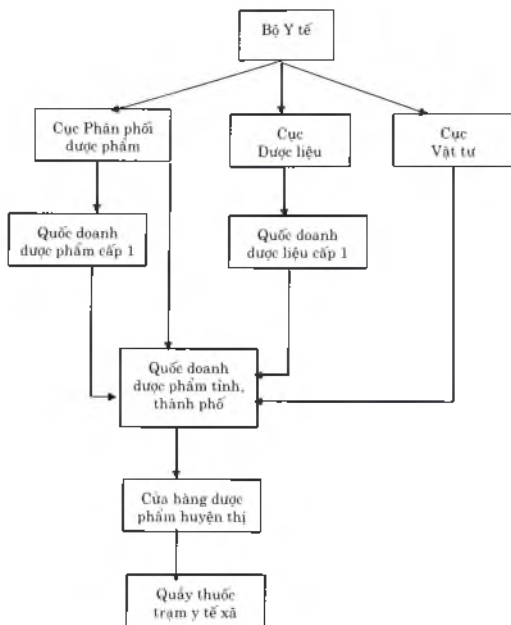 Bộ Y tế
Cục Phân phối
dược phẩm
Cục
Dược liệu
Cục
Vật tư
Quốc doanh
dược phẩm cấp 1
Quốc doanh
dược liệu cấp 1
Quốc doanh
dược phẩm tỉnh,
thành phố
Cửa hàng dược
phẩm huyện thị
Quầy thuốc
trạm y tế xã